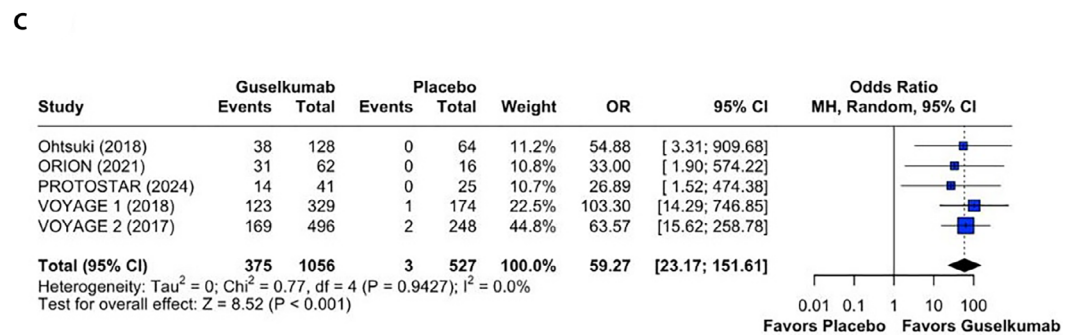 C
Guselkumab Placebo Odds Ratio
Study Events Total Events Total Weight OR 95% CI MH, Random, 95% CI
Ohtsuki (2018) 38 128 0 64 11.2% 54.88 [ 3.31; 909.68]
ORION (2021) 31 62 0 16 10.8% 33.00 [ 1.90; 574.22]
PROTOSTAR (2024) 14 41 0 25 10.7% 26.89 [ 1.52; 474.38]
VOYAGE 1 (2018) 123 329 1 174 22.5% 103.30 [14.29; 746.85]
VOYAGE 2 (2017) 169 496 2 248 44.8% 63.57 [15.62; 258.78]
Total (95% CI) 375 1056 3 527 100.0% 59.27 [23.17; 151.61]
Heterogeneity: Tau² = 0; Chi² = 0.77, df = 4 (P = 0.9427); I² = 0.0%
Test for overall effect: Z = 8.52 (P < 0.001)
0.01 0.1 1 10 100
Favors Placebo Favors Guselkumab